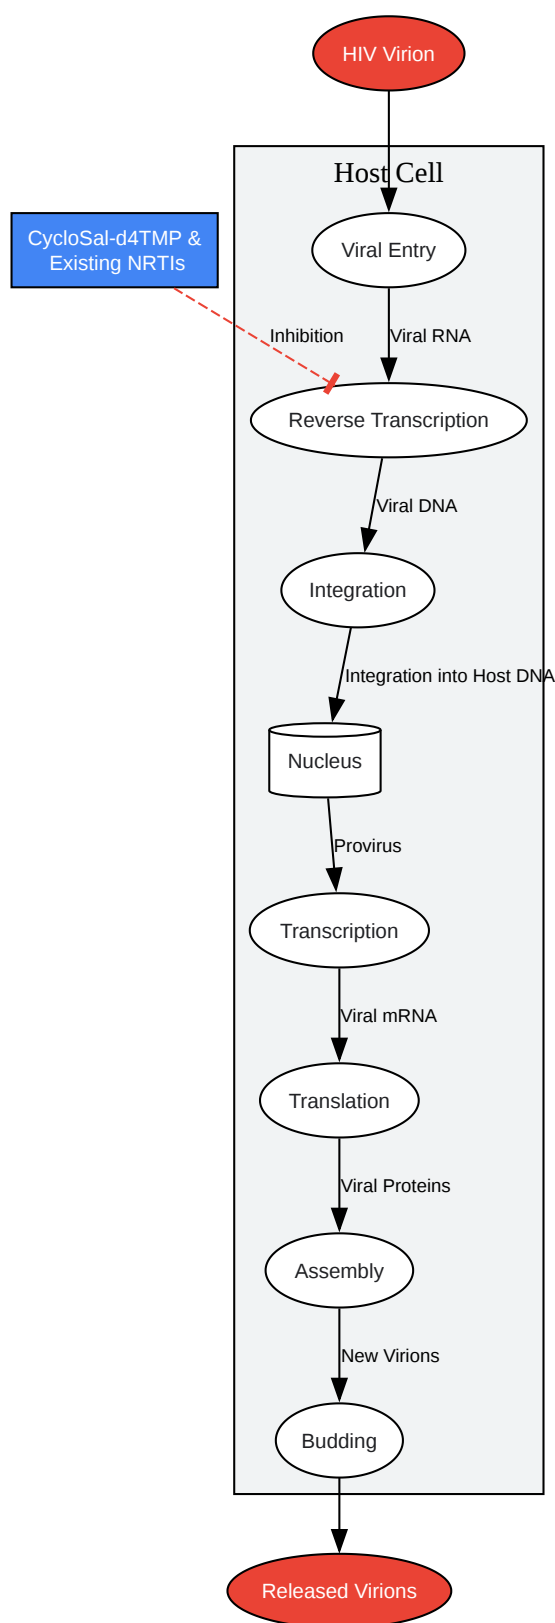 HIV Virion
Host Cell
CycloSal-d4TMP &
Existing NRTIs
Viral Entry
Inhibition
Viral RNA
Reverse Transcription
Viral DNA
Integration
Integration into Host DNA
Nucleus
Provirus
Transcription
Viral mRNA
Translation
Viral Proteins
Assembly
New Virions
Budding
Released Virions